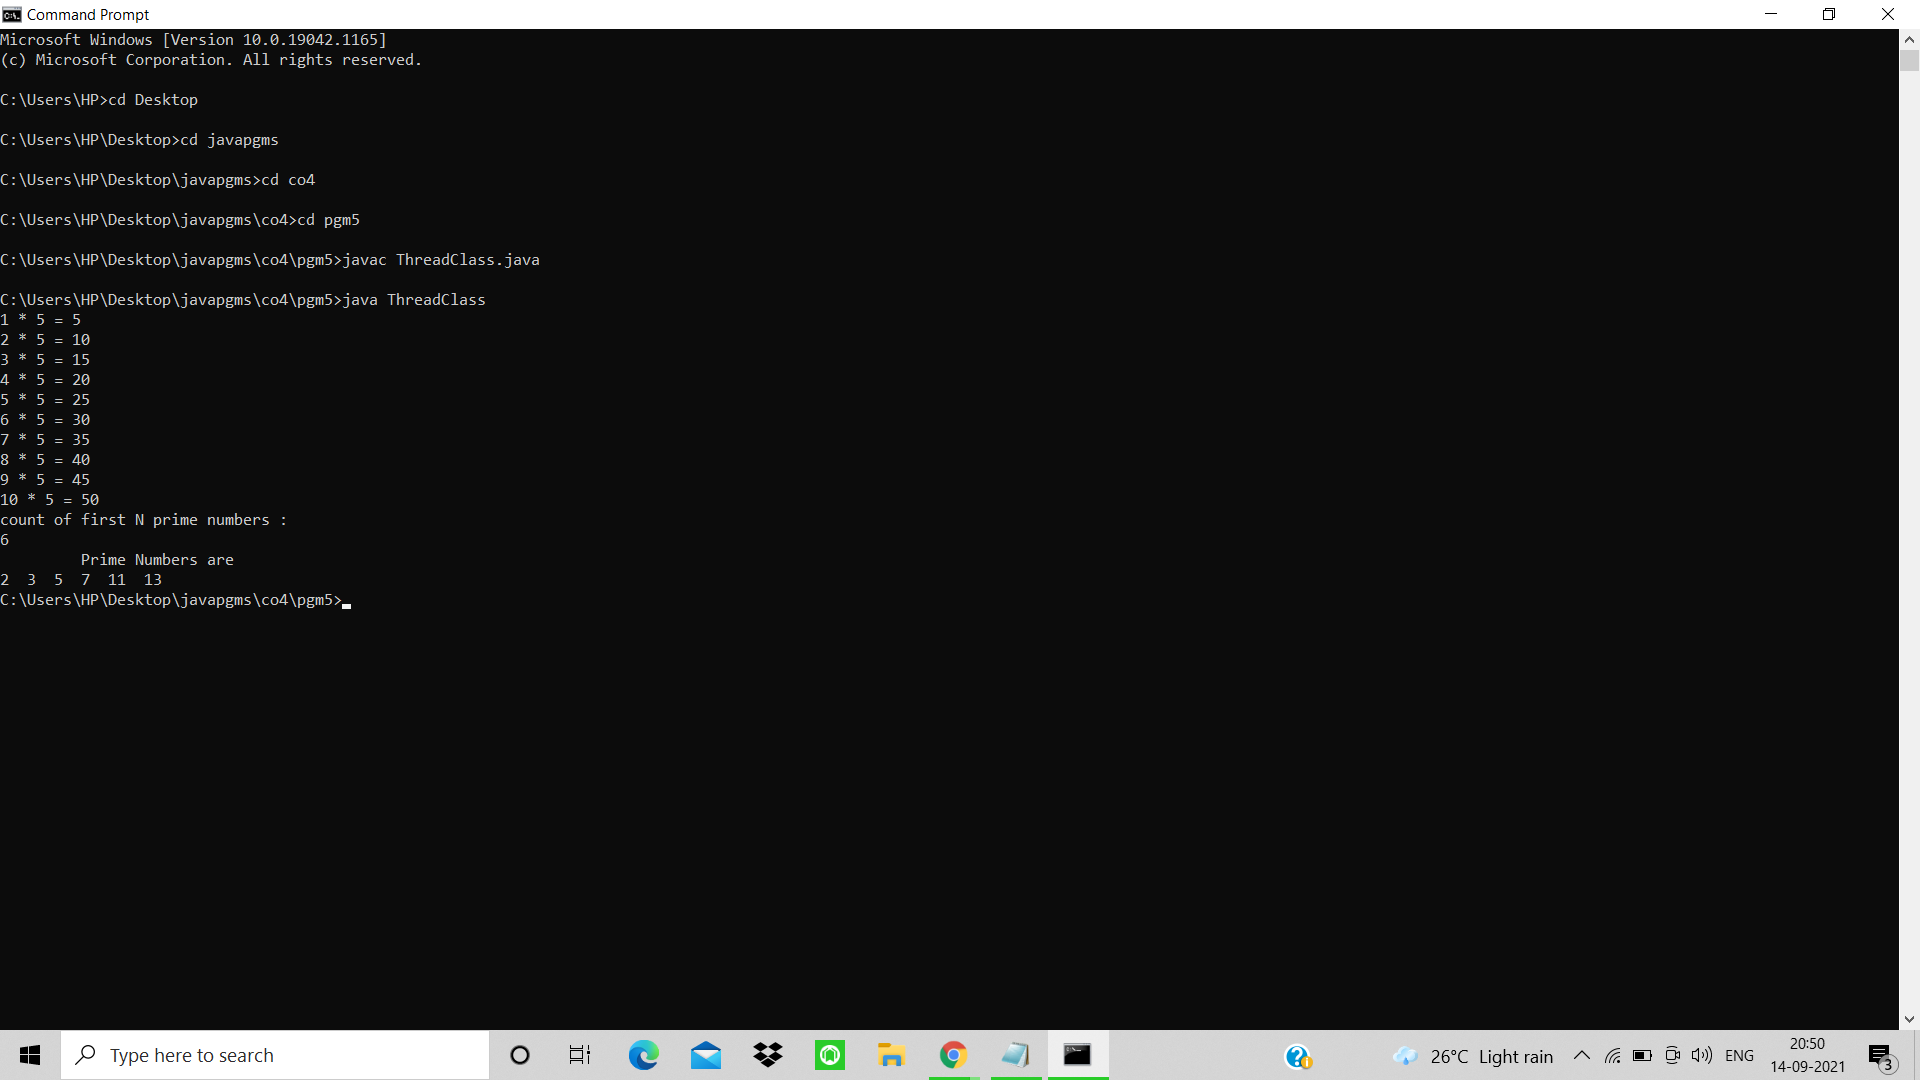 Command Prompt
Microsoft Windows [Version 10.0.19042.1165]
(c) Microsoft Corporation. All rights reserved.
C:\Users\HP>cd Desktop
C:\Users\HP\Desktop>cd javapgms
C:\Users\HP\Desktop\javapgms>cd co4
C:\Users\HP\Desktop\javapgms\co4>cd pgm5
C:\Users\HP\Desktop\javapgms\co4\pgm5>javac ThreadClass.java
C:\Users\HP\Desktop\javapgms\co4\pgm5>java ThreadClass
1 * 5 = 5
2 * 5 = 10
3 * 5 = 15
4 * 5 = 20
5 * 5 = 25
6 * 5 = 30
7 * 5 = 35
8 * 5 = 40
9 * 5 = 45
10 * 5 = 50
count of first N prime numbers :
6
Prime Numbers are
2  3  5  7  11  13
C:\Users\HP\Desktop\javapgms\co4\pgm5>
Type here to search
26°C Light rain
ENG
20:50
14-09-2021
3